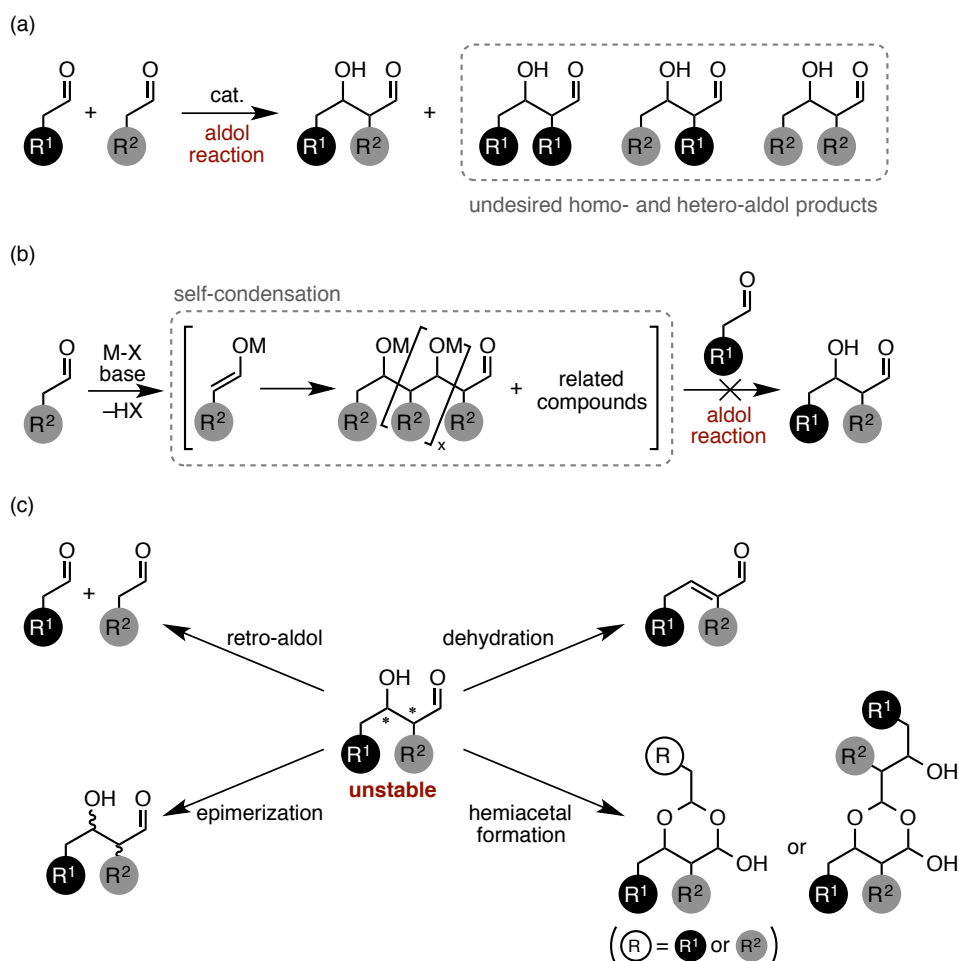 (a)
O O OH O OH O OH O OH O
+ cat. +
R¹ R² aldol reaction R¹ R² R¹ R¹ R² R¹ R² R²
undesired homo- and hetero-aldol products
(b)
self-condensation
O M-X base –HX OM OM OM O + related compounds O OH O
R² R² R² R² R² x R¹ aldol reaction R¹ R²
(c)
O O O
+
R¹ R² retro-aldol dehydration R¹ R²
OH O
* *
R¹ R²
unstable
OH O epimerization hemiacetal formation
R¹ R²
R
O O
OH
R¹ R²
or
R¹
R²
OH
O O
OH
R¹ R²
(R = R¹ or R²)